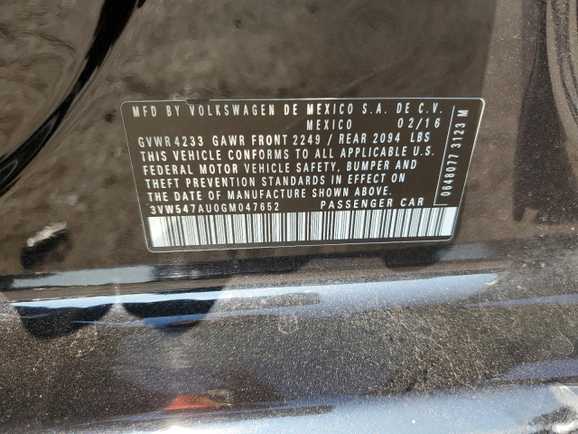 MFD BY VOLKSWAGEN DE MEXICO S.A. DE C.V.
MEXICO 02/16
GVWR 4233 GAWR FRONT 2249 / REAR 2094 LBS
THIS VEHICLE CONFORMS TO ALL APPLICABLE U.S.
FEDERAL MOTOR VEHICLE SAFETY, BUMPER AND
THEFT PREVENTION STANDARDS IN EFFECT ON
THE DATE OF MANUFACTURE SHOWN ABOVE.
3VW547AU0GM047652 PASSENGER CAR
0640077 3123 M